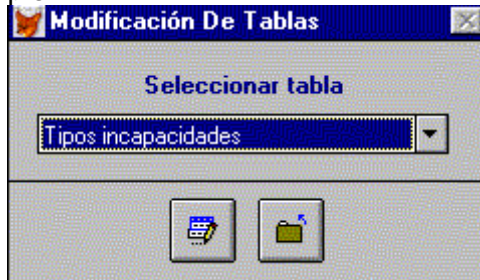 Modificación De Tablas
Seleccionar tabla
Tipos incapacidades